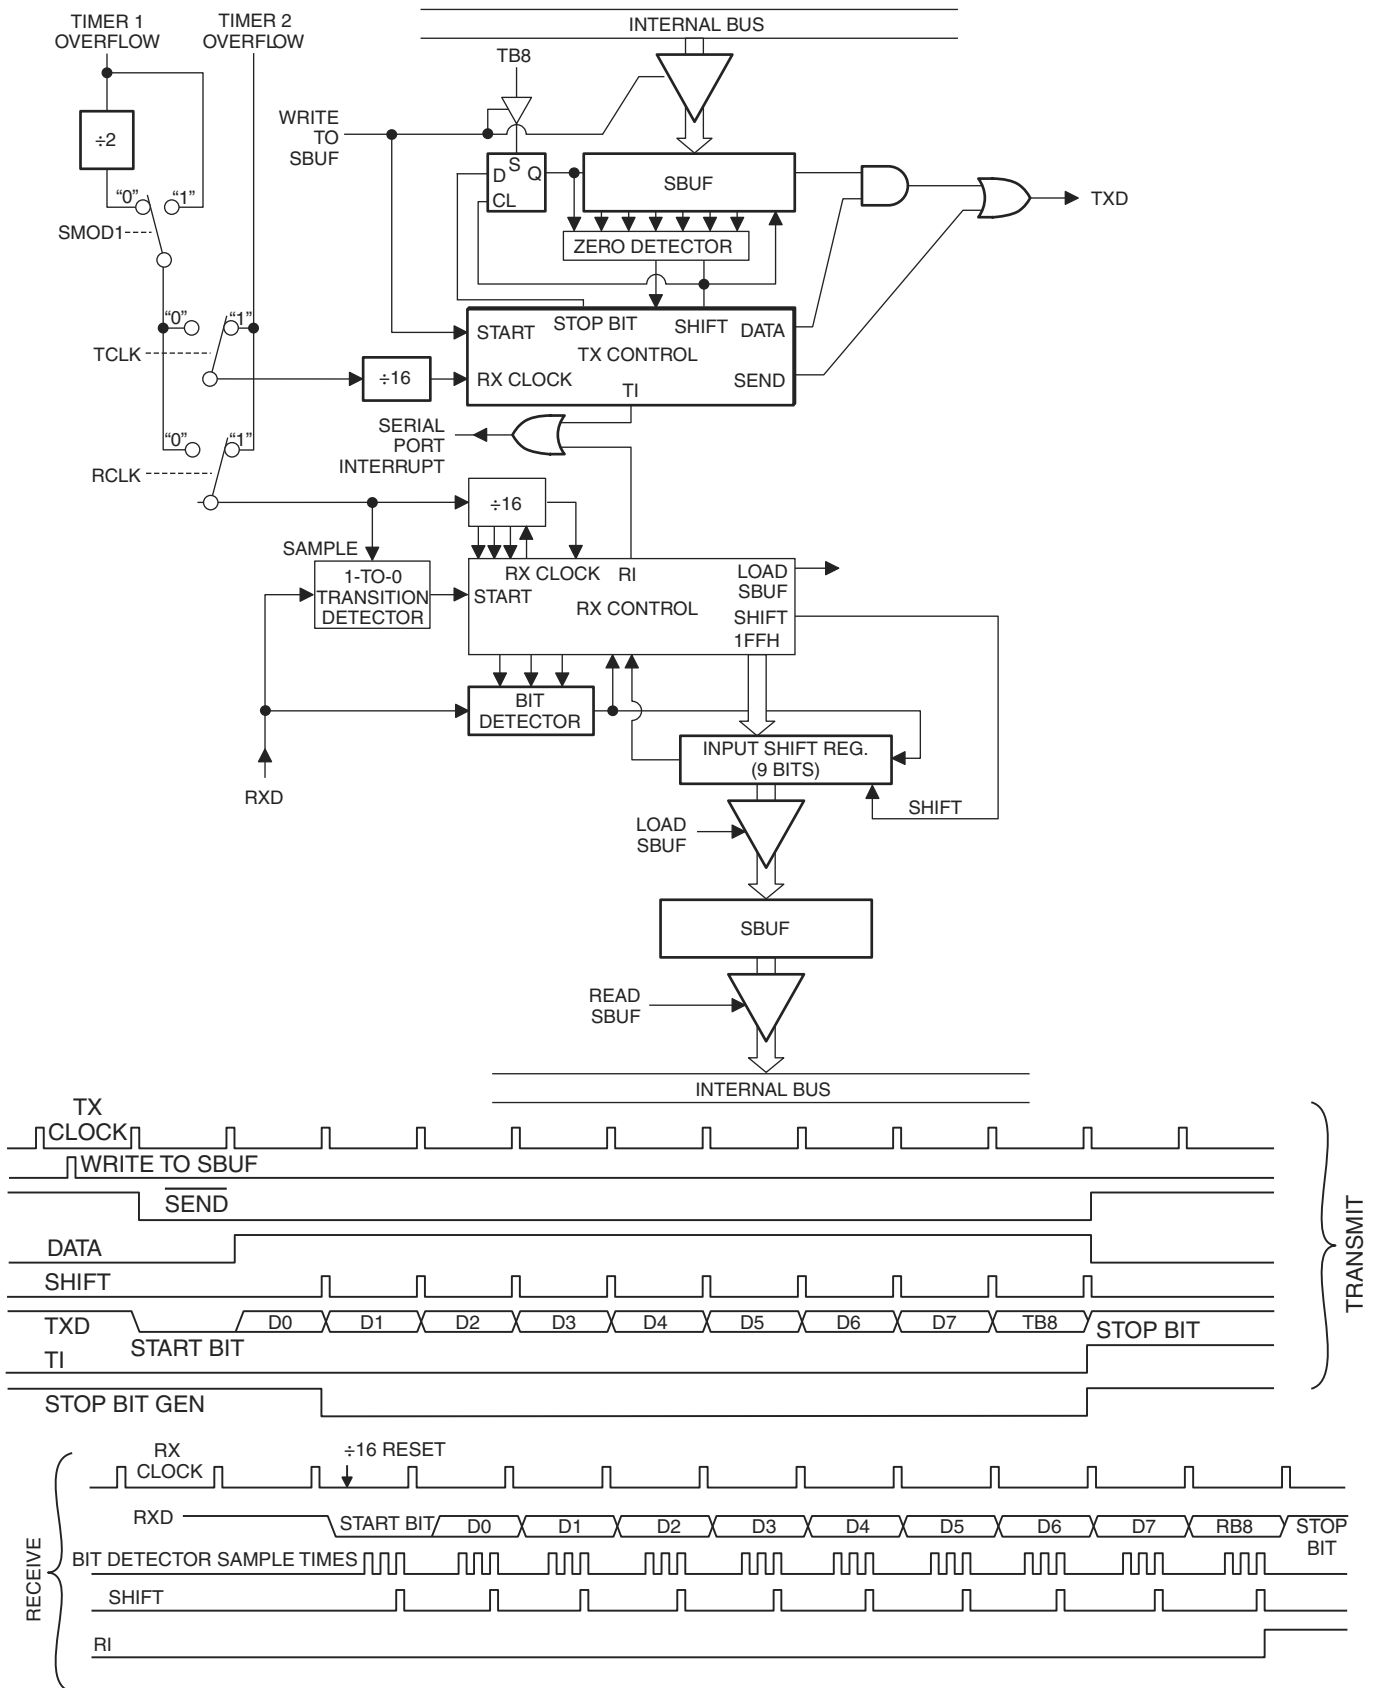 TIMER 1
OVERFLOW
TIMER 2
OVERFLOW
INTERNAL BUS
TB8
WRITE
TO
SBUF
÷2
D
S
Q
CL
SBUF
TXD
"0"
"1"
SMOD1
ZERO DETECTOR
"0"
"1"
TCLK
START
STOP BIT
SHIFT
DATA
TX CONTROL
÷16
RX CLOCK
TI
SEND
SERIAL
PORT
INTERRUPT
"0"
"1"
RCLK
÷16
SAMPLE
1-TO-0
TRANSITION
DETECTOR
RX CLOCK
RI
START
RX CONTROL
LOAD
SBUF
SHIFT
1FFH
BIT
DETECTOR
INPUT SHIFT REG.
(9 BITS)
RXD
SHIFT
LOAD
SBUF
SBUF
READ
SBUF
INTERNAL BUS
TX
CLOCK
WRITE TO SBUF
SEND
DATA
SHIFT
TXD
START BIT
D0
D1
D2
D3
D4
D5
D6
D7
TB8
STOP BIT
TI
STOP BIT GEN
TRANSMIT
RX
CLOCK
÷16 RESET
RXD
START BIT
D0
D1
D2
D3
D4
D5
D6
D7
RB8
STOP
BIT
BIT DETECTOR SAMPLE TIMES
SHIFT
RI
RECEIVE